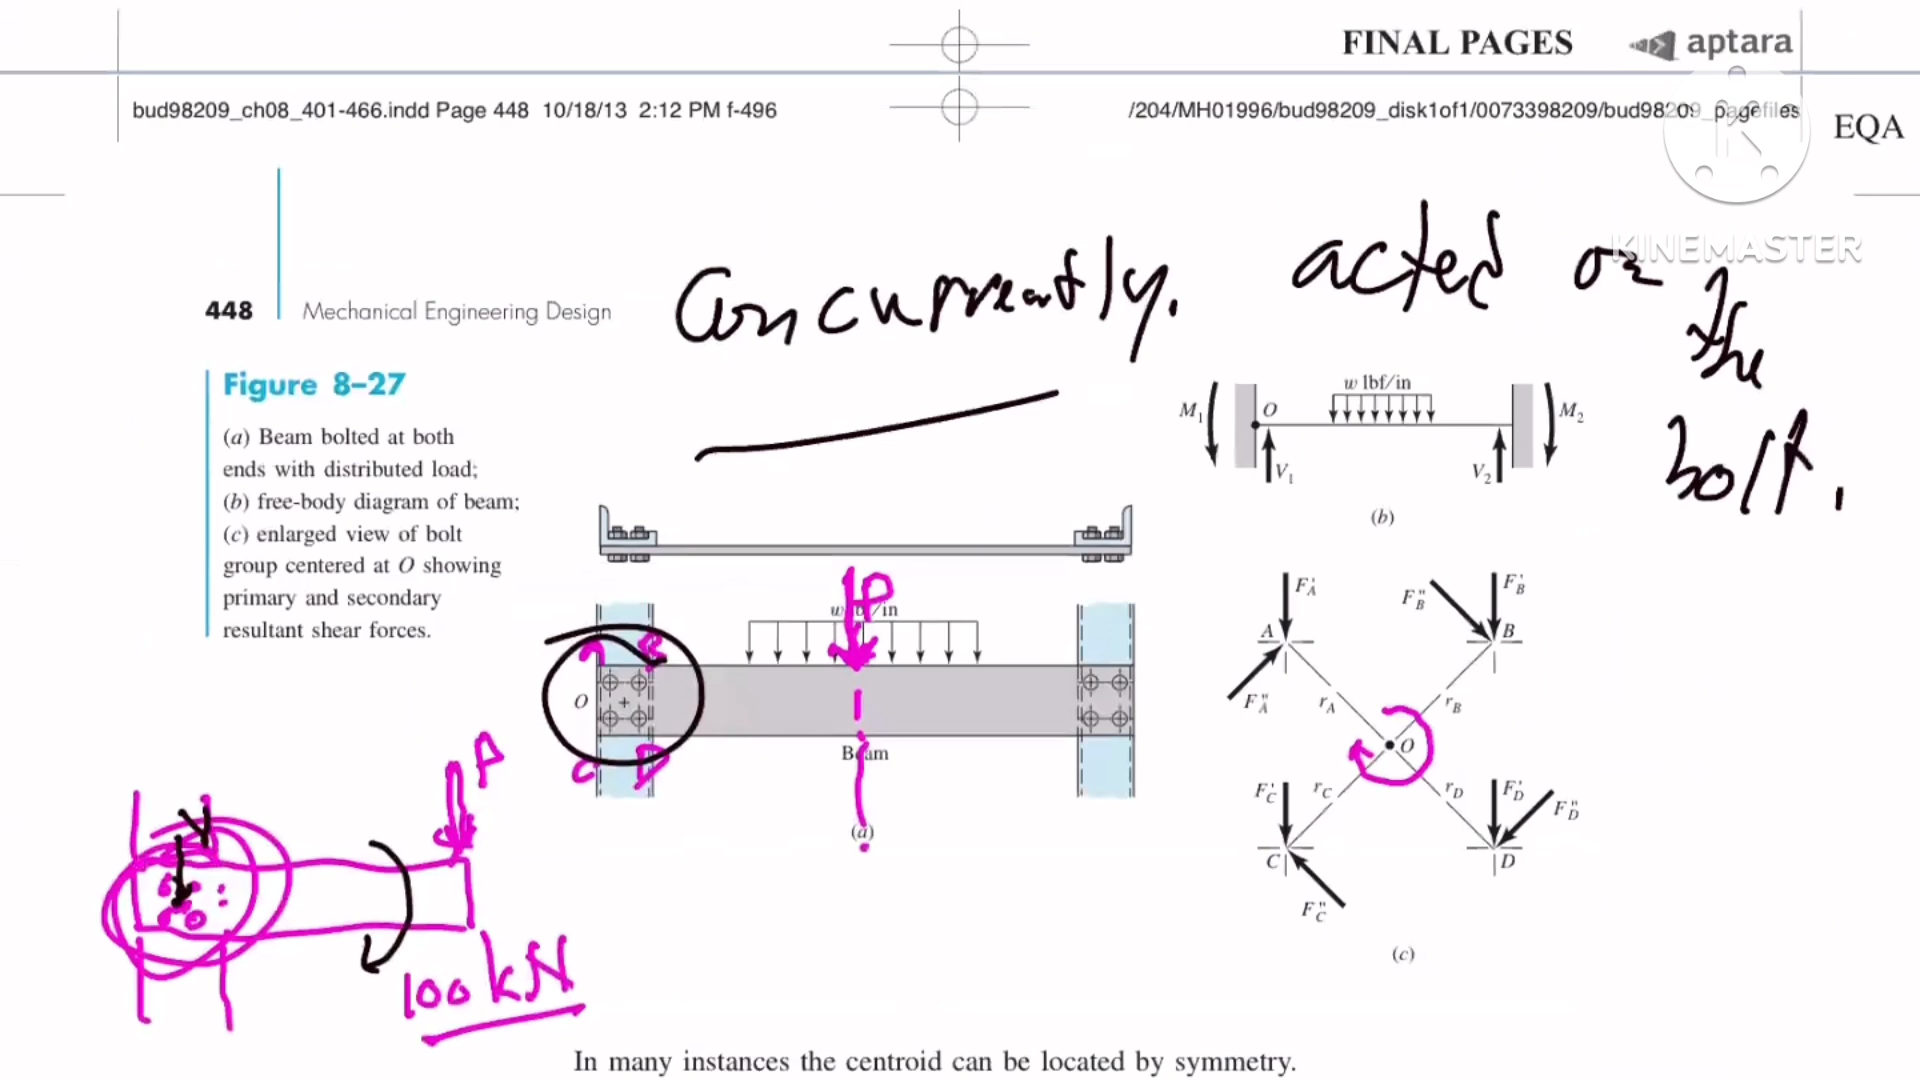 FINAL PAGES aptara
bud98209_ch08_401-466.indd Page 448 10/18/13 2:12 PM f-496
/204/MH01996/bud98209_disk1of1/0073398209/bud98209_pagefiles
EQA
KINEMASTER
448 Mechanical Engineering Design
Concurrently. acted on
the
bolt.
Figure 8–27
(a) Beam bolted at both
ends with distributed load;
(b) free-body diagram of beam;
(c) enlarged view of bolt
group centered at O showing
primary and secondary
resultant shear forces.
w lbf/in
M1 O M2
V1 V2
(b)
P
O
B
C D
Beam
(a)
F'A F"B F'B
A B
F"A rA rB
O
F'C rC rD F'D F"D
C D
F"C
(c)
P
V
100 kN
In many instances the centroid can be located by symmetry.